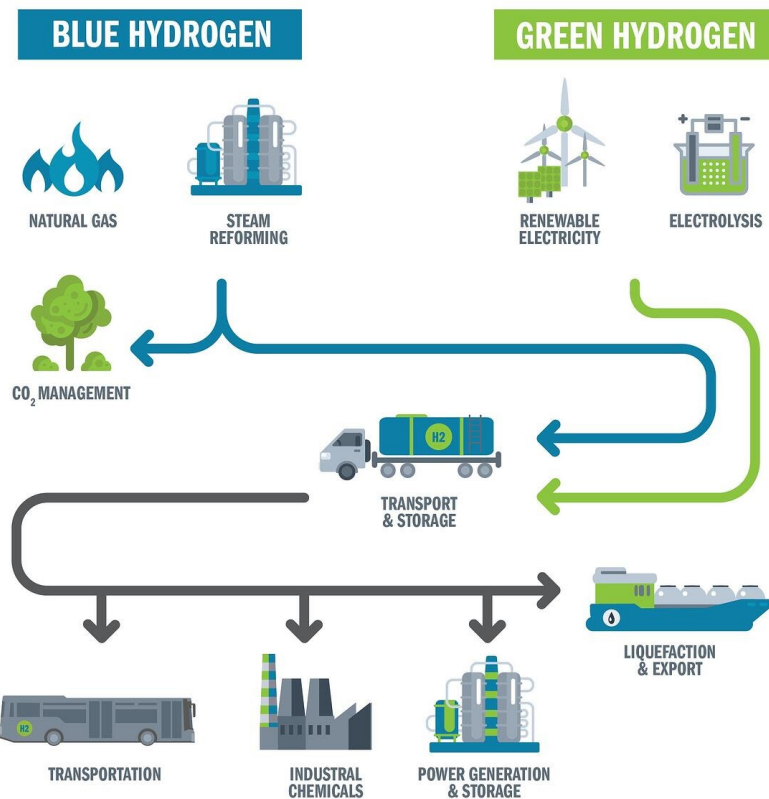 BLUE HYDROGEN
GREEN HYDROGEN
NATURAL GAS
STEAM
REFORMING
RENEWABLE
ELECTRICITY
ELECTROLYSIS
CO2 MANAGEMENT
H2
TRANSPORT
& STORAGE
LIQUEFACTION
& EXPORT
H2
TRANSPORTATION
INDUSTRIAL
CHEMICALS
POWER GENERATION
& STORAGE